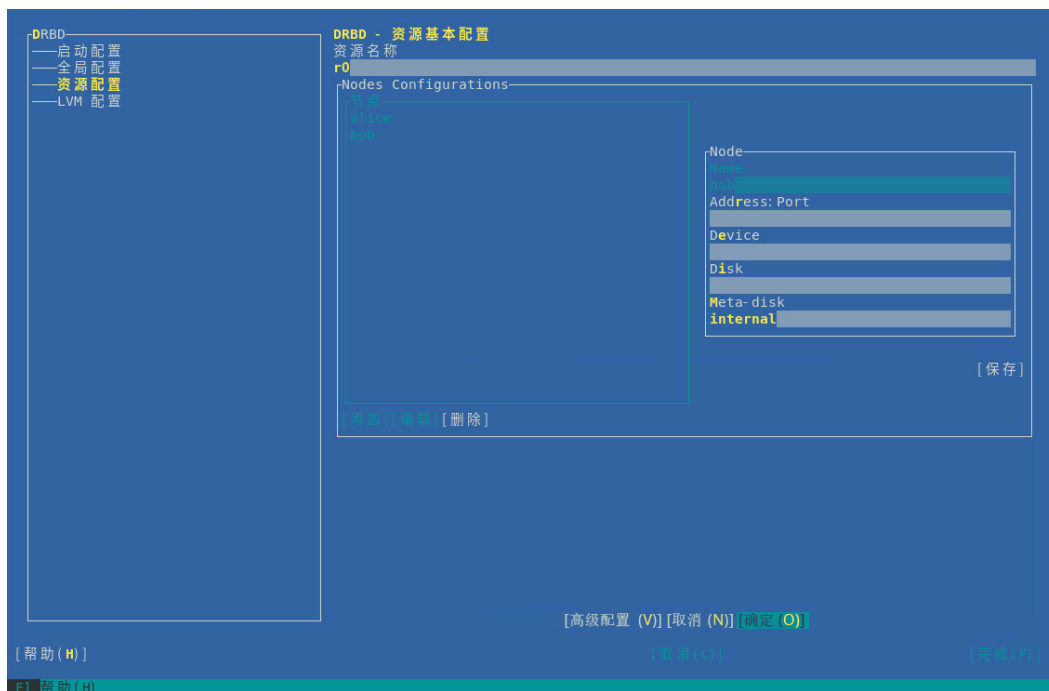 DRBD
启动配置
全局配置
资源配置
LVM 配置
DRBD - 资源基本配置
资源名称
r0
Nodes Configurations
节点
alice
bob
Node
Name
bob
Address:Port
Device
Disk
Meta-disk
internal
[保存]
[添加][编辑][删除]
[高级配置 (V)] [取消 (N)] [确定 (O)]
[帮助(H)] [取消(C)] [完成(F)]
F1 帮助(H)